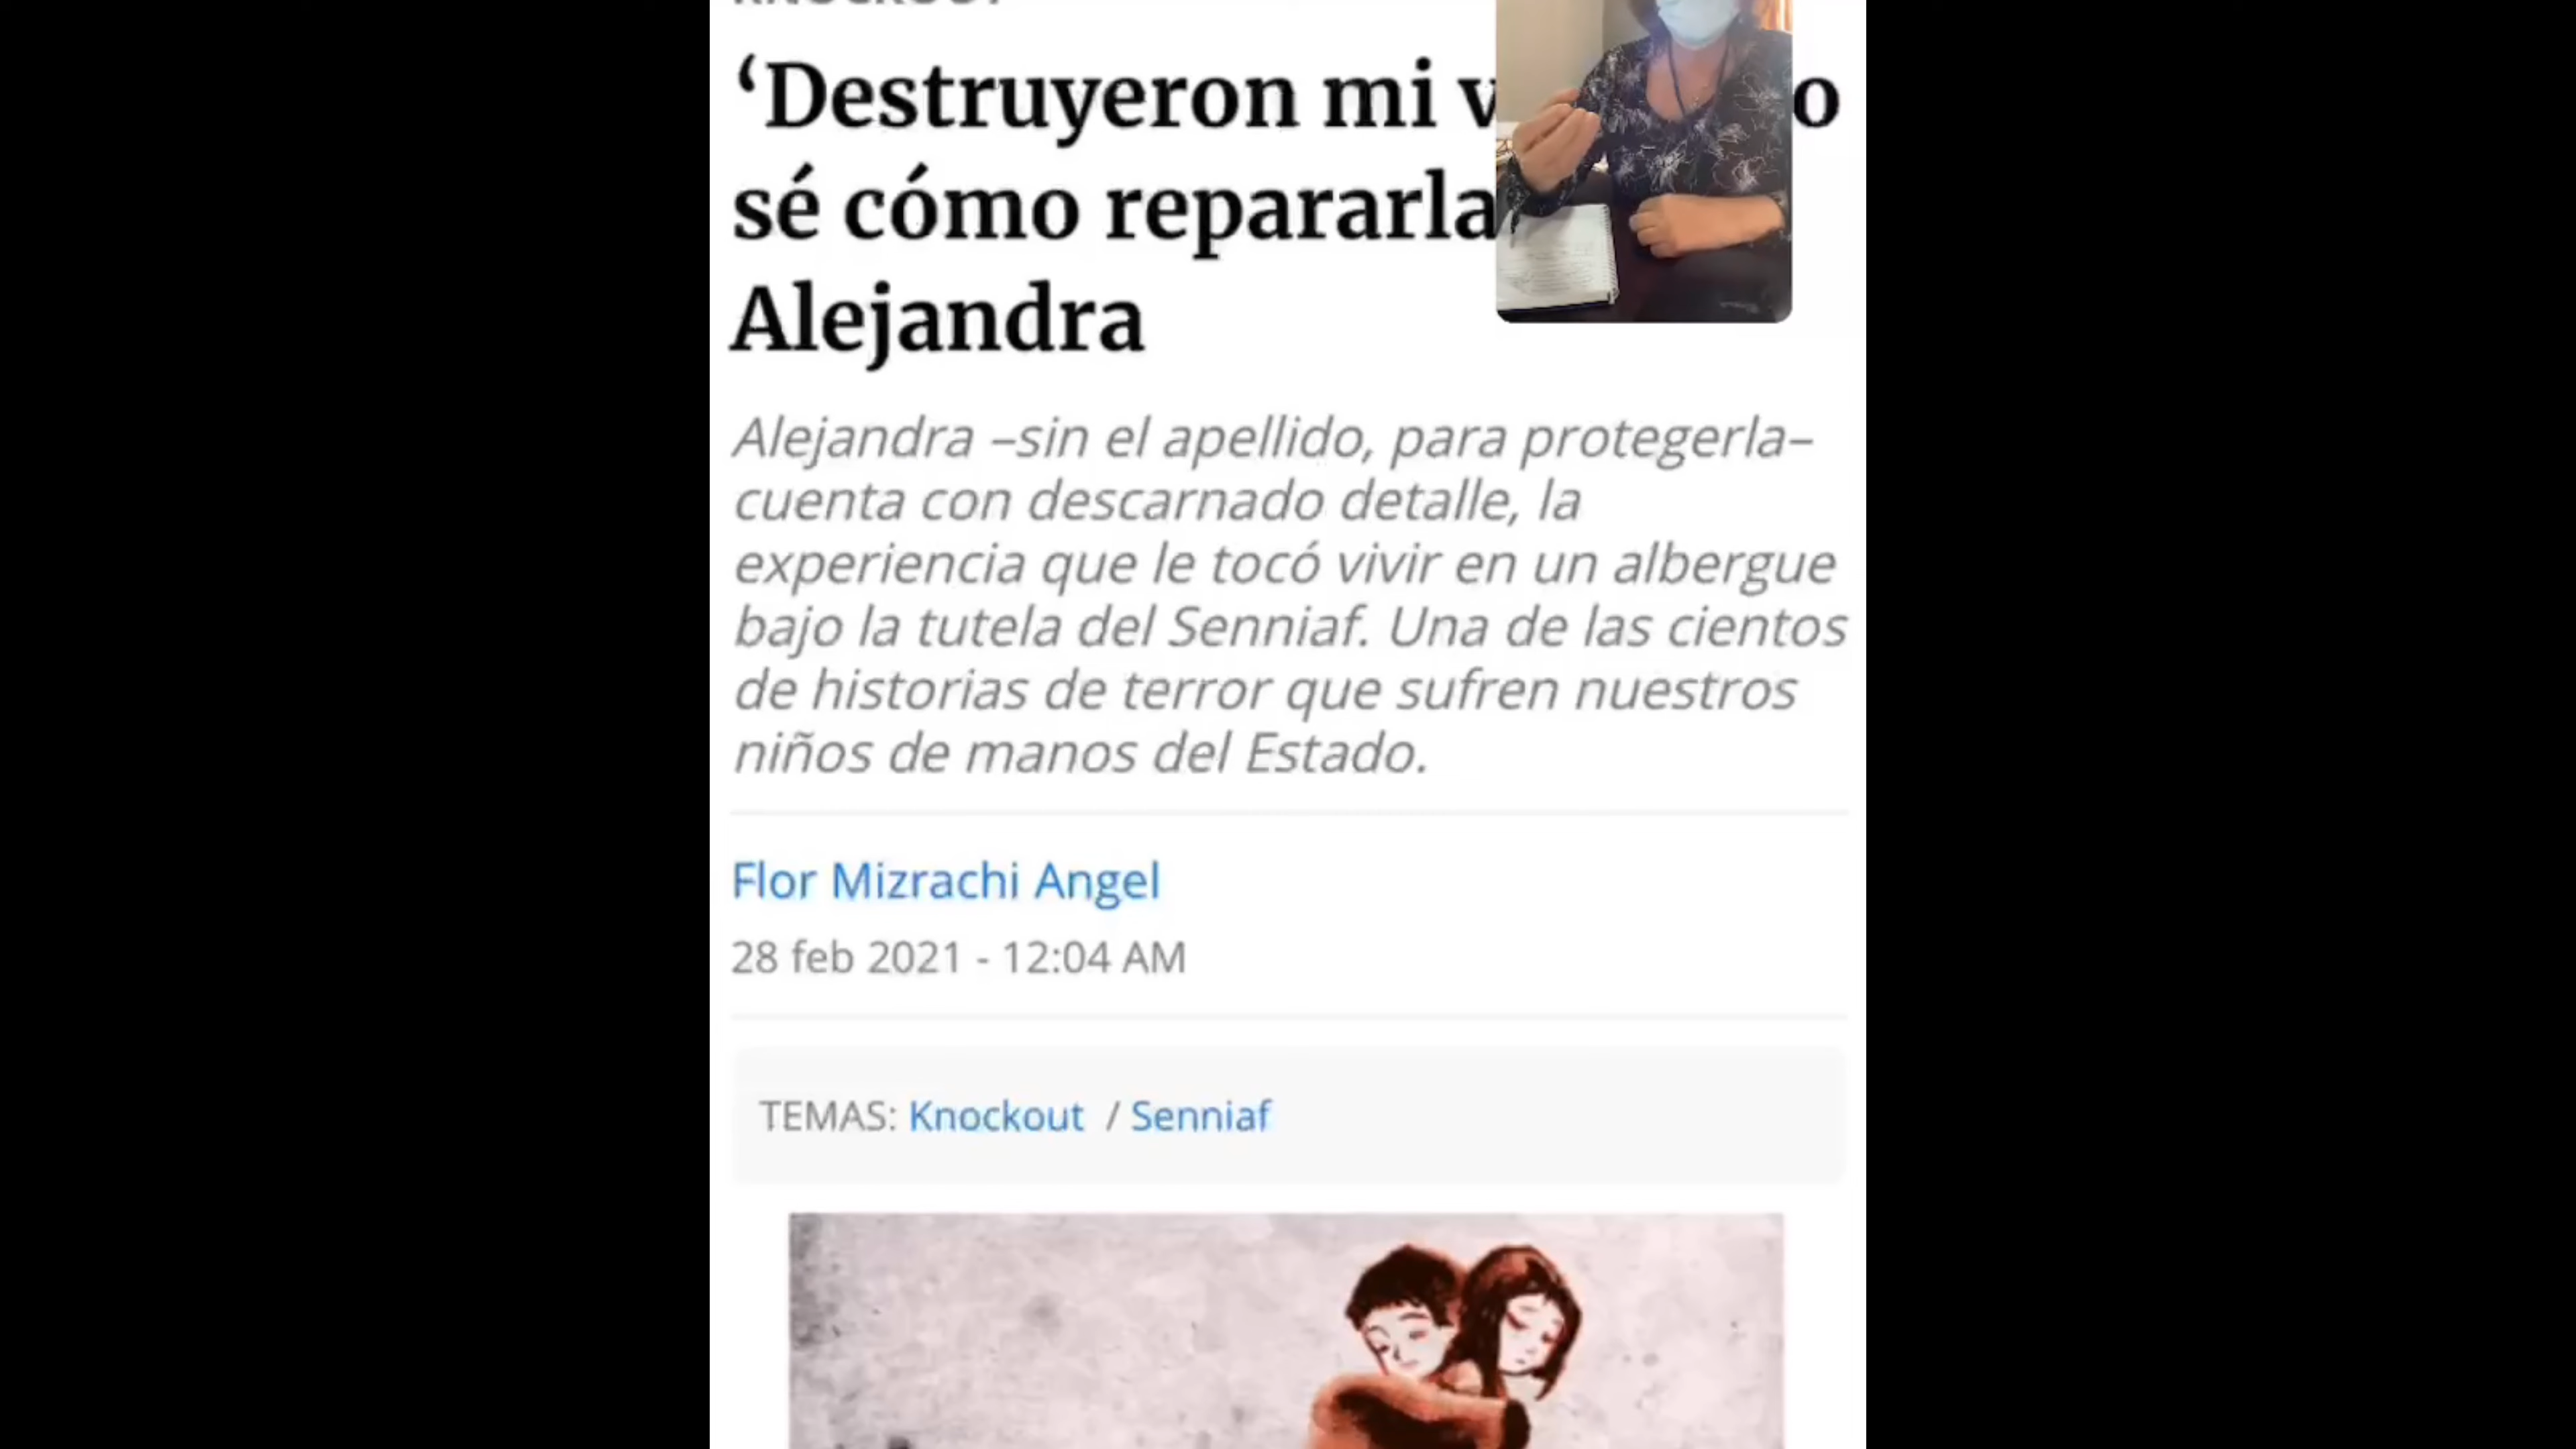 KNOCKOUT
‘Destruyeron mi
sé cómo repararla
Alejandra
Alejandra –sin el apellido, para protegerla–
cuenta con descarnado detalle, la
experiencia que le tocó vivir en un albergue
bajo la tutela del Senniaf. Una de las cientos
de historias de terror que sufren nuestros
niños de manos del Estado.
Flor Mizrachi Angel
28 feb 2021 - 12:04 AM
TEMAS: Knockout / Senniaf